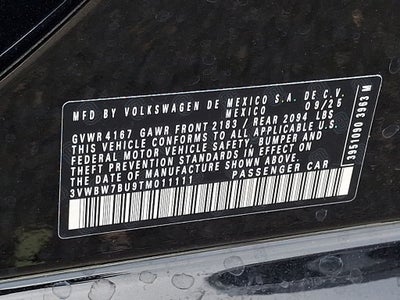 MFD BY VOLKSWAGEN DE MEXICO S.A. DE C.V.
MEXICO 09/25
GVWR 4167 GAWR FRONT 2183 / REAR 2094 LBS
THIS VEHICLE CONFORMS TO ALL APPLICABLE
FEDERAL MOTOR VEHICLE SAFETY, BUMPER, AND
THEFT PREVENTION STANDARDS IN EFFECT ON
THE DATE OF MANUFACTURE SHOWN ABOVE.
3VWBW7BU9TM011111 PASSENGER CAR
3951090 3963 M